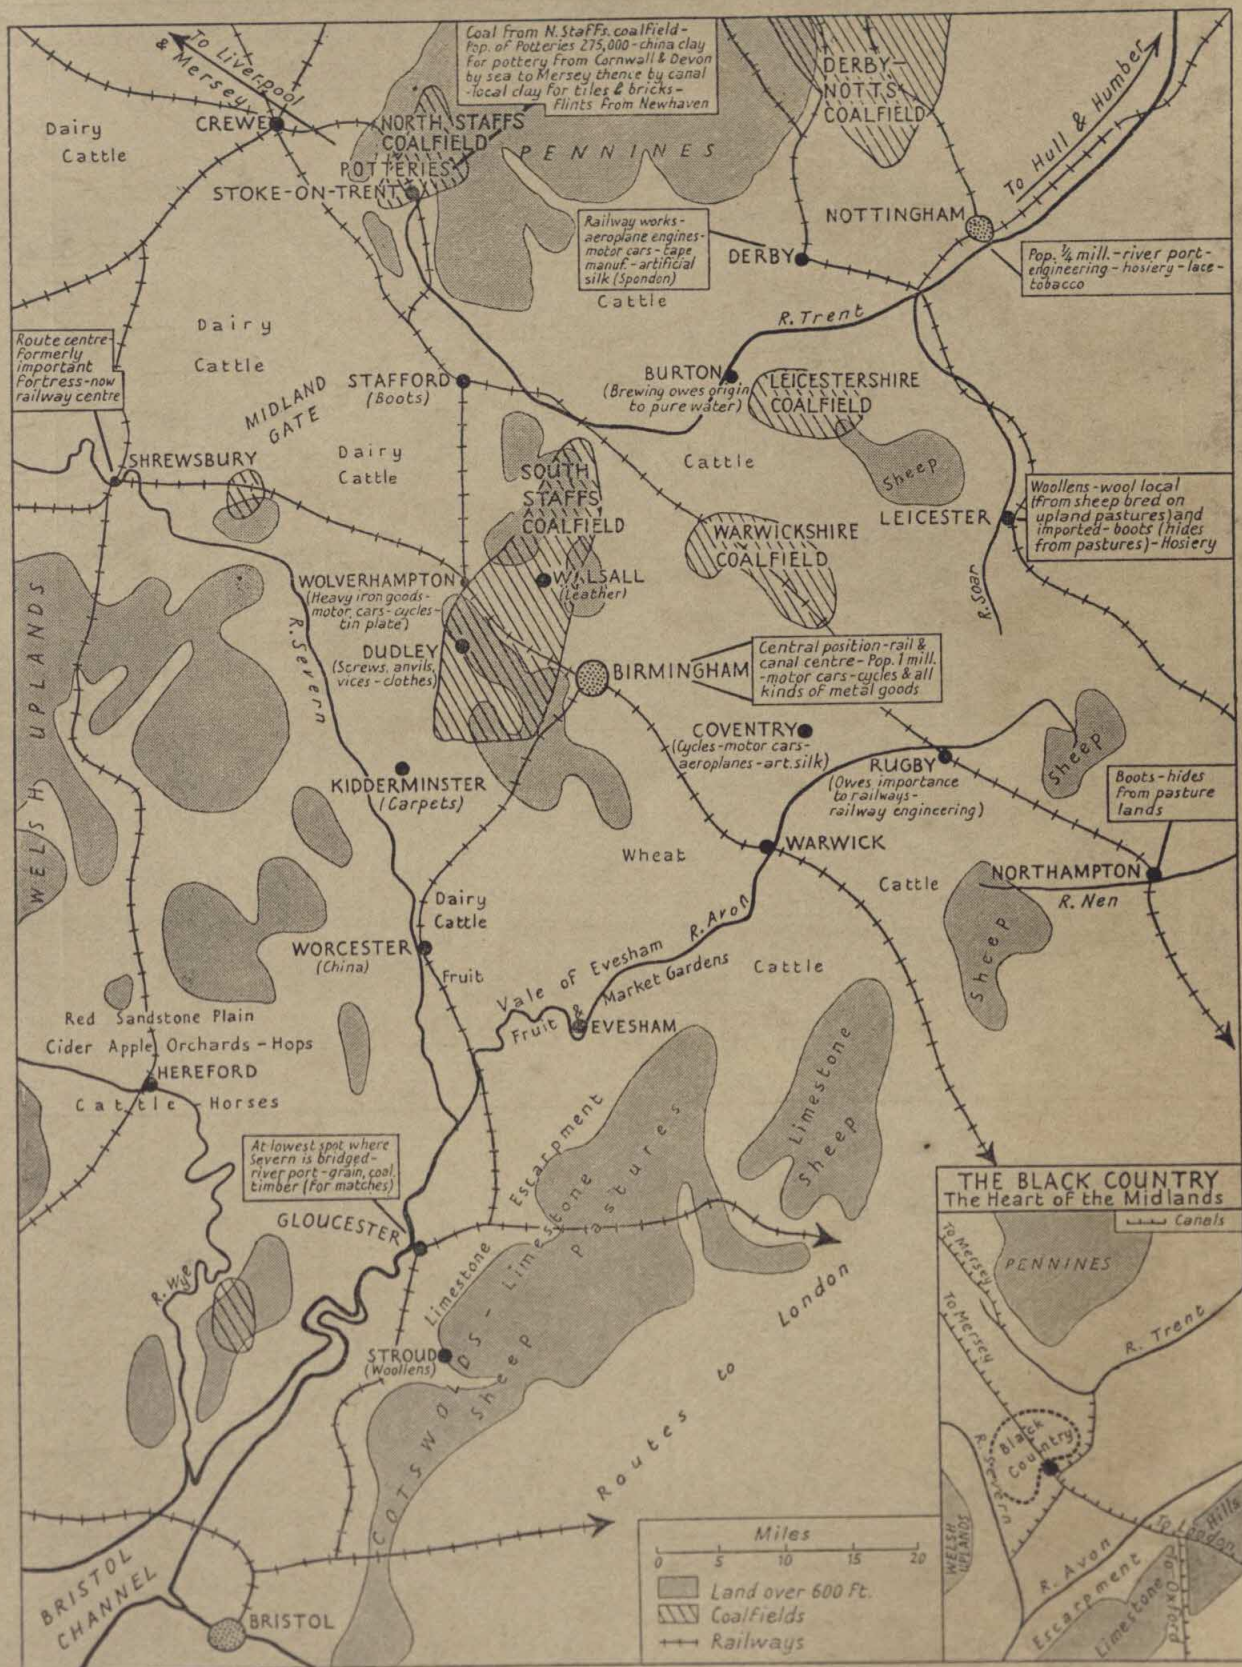 Coal From N. Staffs. coalfield-
Pop. of Potteries 275,000-china clay
for pottery from Cornwall & Devon
by sea to Mersey thence by canal
-local clay for tiles & bricks-
Flints From Newhaven
To Liverpool
& Mersey
CREWE
Dairy
Cattle
NORTH STAFFS
COALFIELD
POTTERIES
STOKE-ON-TRENT
PENNINES
DERBY-
NOTTS
COALFIELD
To Hull & Humber
NOTTINGHAM
Pop. ¼ mill.-river port-
engineering-hosiery-lace-
tobacco
Railway works-
aeroplane engines-
motor cars-tape
manuf.-artificial
silk (Spondon)
DERBY
Cattle
R. Trent
Dairy
Cattle
Route centre-
formerly
important
Fortress-now
railway centre
MIDLAND
GATE
STAFFORD
(Boots)
BURTON
(Brewing owes origin
to pure water)
LEICESTERSHIRE
COALFIELD
SHREWSBURY
Dairy
Cattle
SOUTH
STAFFS
COALFIELD
Cattle
Sheep
LEICESTER
Woollens-wool local
(from sheep bred on
upland pastures) and
imported-boots (hides
from pastures)-Hosiery
WARWICKSHIRE
COALFIELD
R. Soar
WOLVERHAMPTON
(Heavy iron goods-
motor cars-cycles-
tin plate)
WALSALL
(Leather)
R. Severn
DUDLEY
(Screws, anvils,
vices-clothes)
BIRMINGHAM
Central position-rail &
canal centre-Pop. 1 mill.
-motor cars-cycles & all
kinds of metal goods
WELSH UPLANDS
COVENTRY
(Cycles-motor cars-
aeroplanes-art. silk)
RUGBY
(Owes importance
to railways-
railway engineering)
Sheep
Boots-hides
from pasture
lands
KIDDERMINSTER
(Carpets)
Wheat
WARWICK
NORTHAMPTON
Cattle
R. Nen
Sheep
Dairy
Cattle
WORCESTER
(China)
Fruit
R. Avon
Vale of Evesham
Fruit & Market Gardens
Cattle
EVESHAM
Red Sandstone Plain
Cider Apple Orchards-Hops
HEREFORD
Cattle-Horses
Limestone
Sheep
At lowest spot where
Severn is bridged-
river port-grain, coal,
timber (for matches)
GLOUCESTER
Limestone Escarpment
COTSWOLDS-Limestone
Sheep Pastures
R. Wye
STROUD
(Woollens)
Routes to London
BRISTOL
CHANNEL
BRISTOL
Miles
0 5 10 15 20
Land over 600 Ft.
Coalfields
Railways
THE BLACK COUNTRY
The Heart of the Midlands
Canals
To Mersey
PENNINES
To Mersey
R. Trent
Black
Country
R. Severn
WELSH
UPLANDS
R. Avon
To London
Hills
Escarpment
Limestone
To Oxford